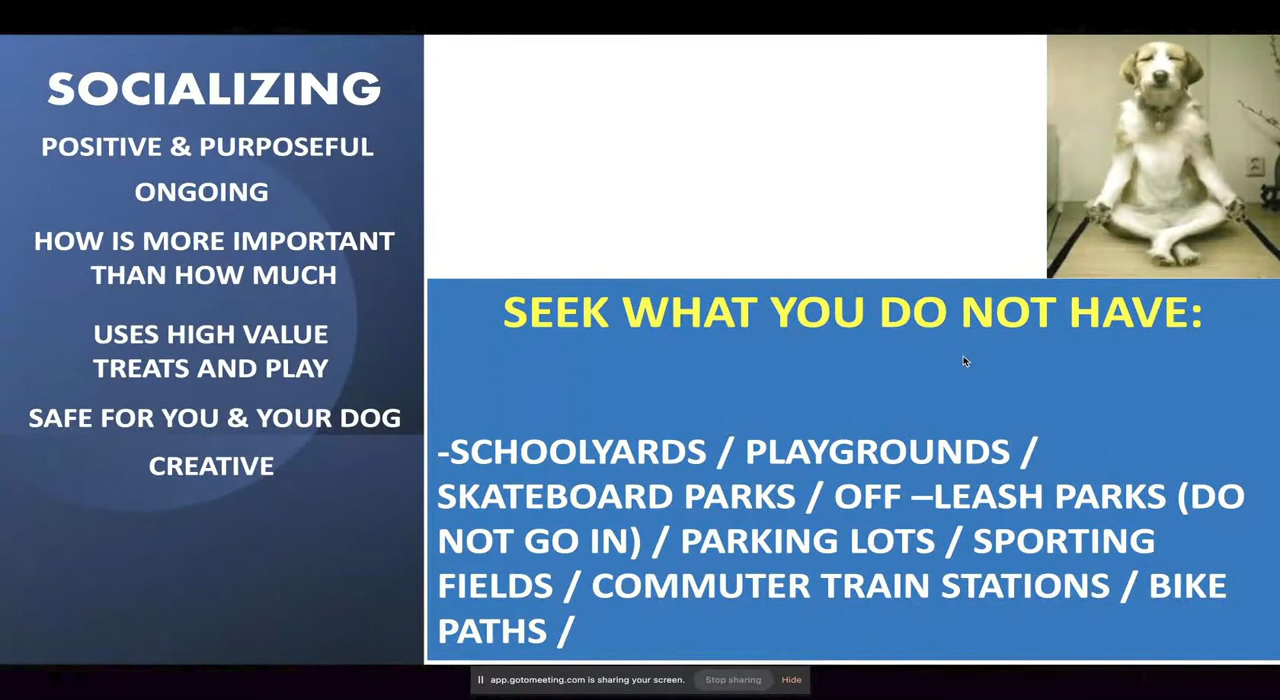 SOCIALIZING
POSITIVE & PURPOSEFUL
ONGOING
HOW IS MORE IMPORTANT
THAN HOW MUCH
USES HIGH VALUE
TREATS AND PLAY
SAFE FOR YOU & YOUR DOG
CREATIVE
SEEK WHAT YOU DO NOT HAVE:
-SCHOOLYARDS / PLAYGROUNDS /
SKATEBOARD PARKS / OFF –LEASH PARKS (DO
NOT GO IN) / PARKING LOTS / SPORTING
FIELDS / COMMUTER TRAIN STATIONS / BIKE
PATHS /
app.gotomeeting.com is sharing your screen.
Stop sharing
Hide